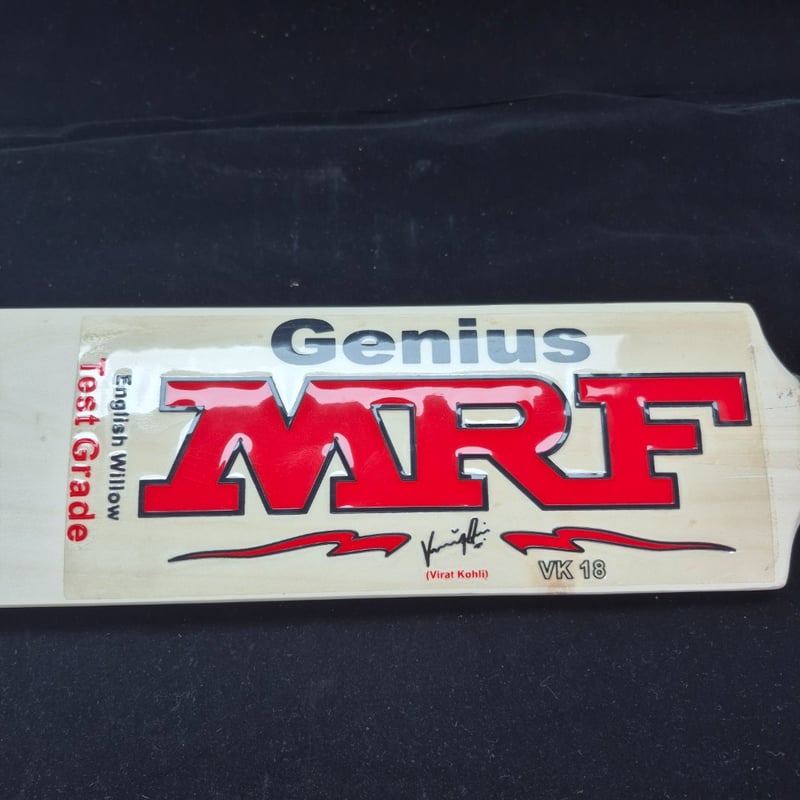 Genius
MRF
(Virat Kohli)
VK 18
English Willow
Test Grade